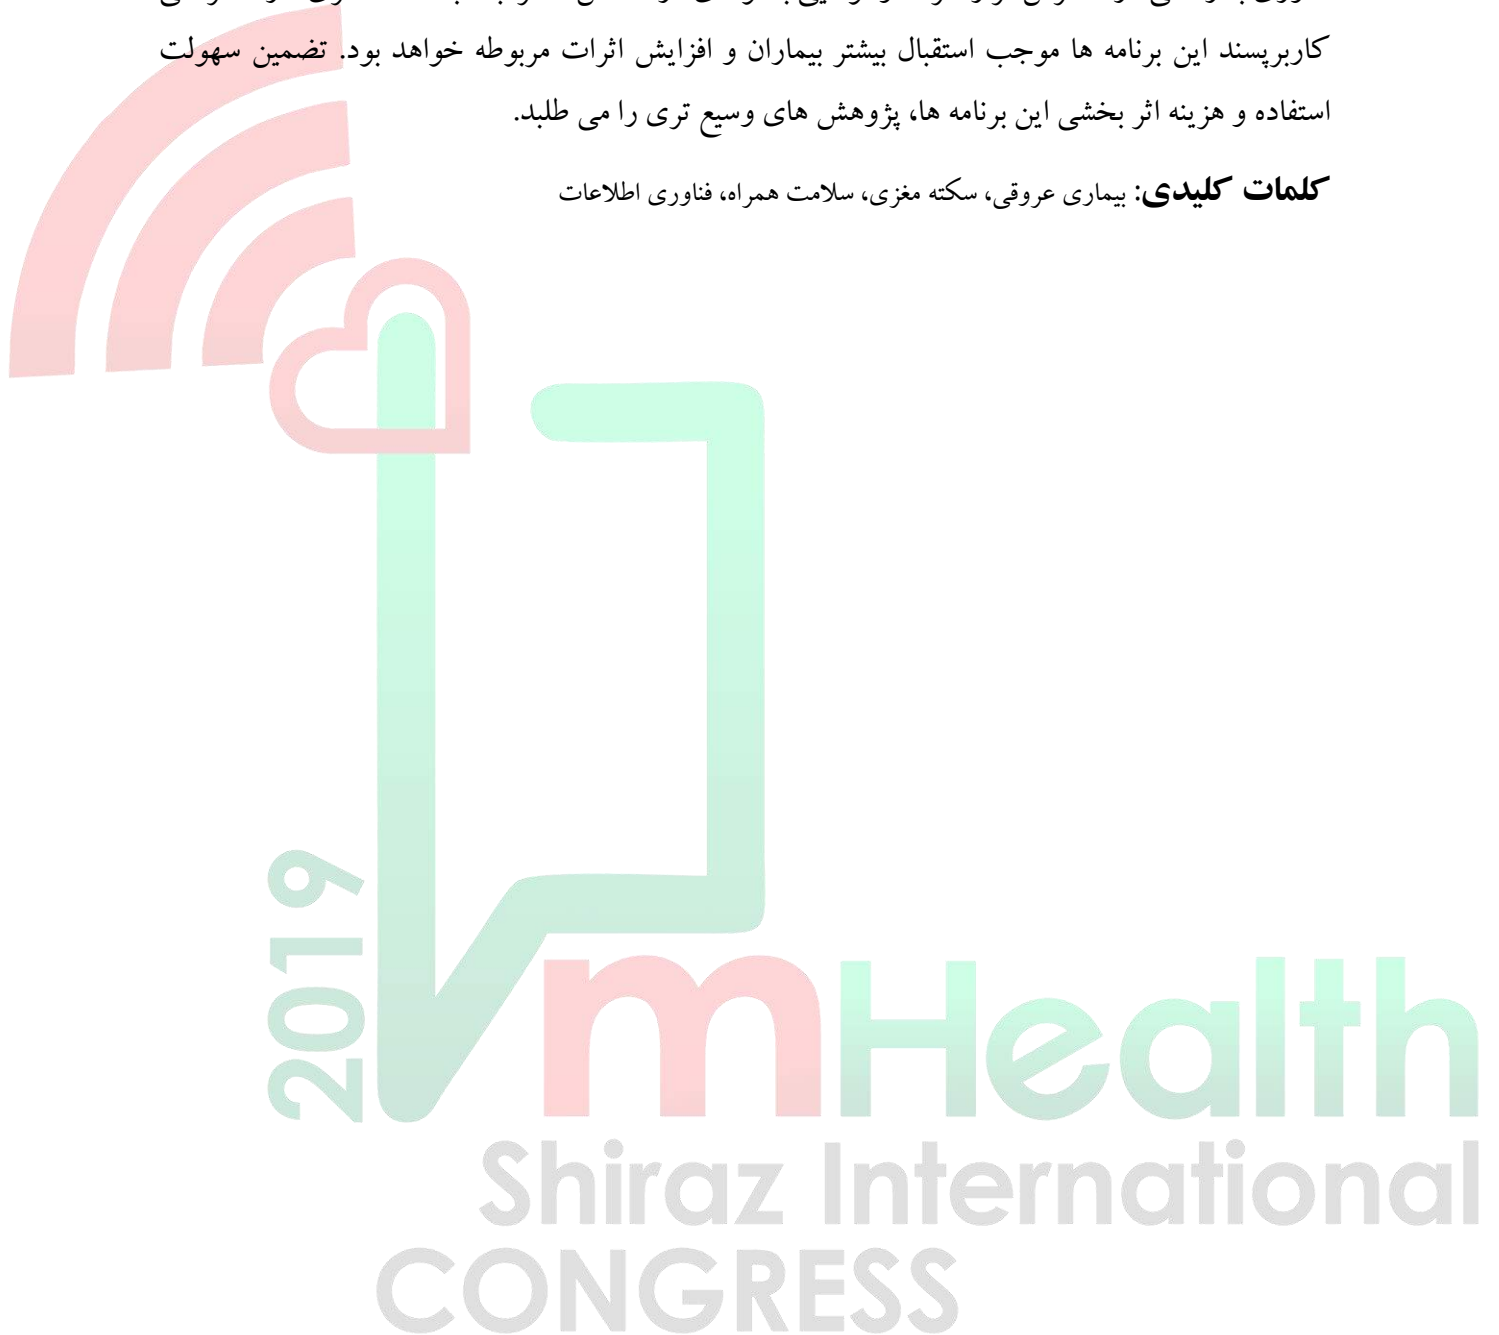 کاربرپسند این برنامه ها موجب استقبال بیشتر بیماران و افزایش اثرات مربوطه خواهد بود. تضمین سهولت
استفاده و هزینه اثر بخشی این برنامه ها، پژوهش های وسیع تری را می طلبد.
کلمات کلیدی: بیماری عروقی، سکته مغزی، سلامت همراه، فناوری اطلاعات
2019
mHealth
Shiraz International
CONGRESS